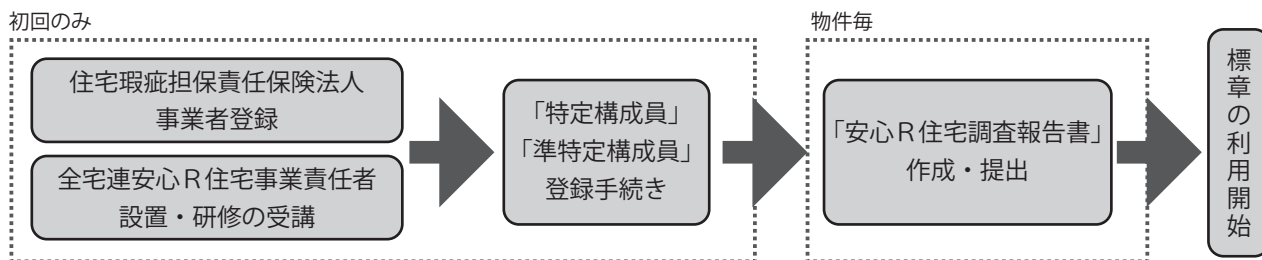 初回のみ
住宅瑕疵担保責任保険法人
事業者登録
全宅連安心R住宅事業責任者
設置・研修の受講
「特定構成員」
「準特定構成員」
登録手続き
物件毎
「安心R住宅調査報告書」
作成・提出
標章の利用開始